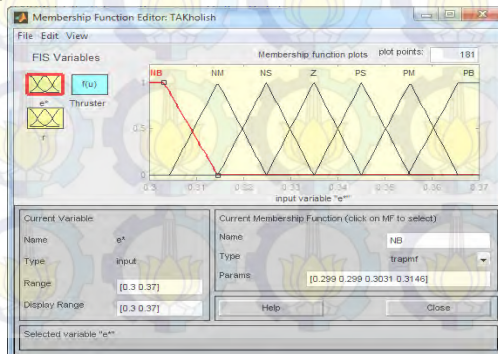 Membership Function Editor: TAKholish
File Edit View
FIS Variables
Membership function plots plot points: 181
f(u)
e* Thruster
r
NB NM NS Z PS PM PB
1
0.5
0
0.3 0.31 0.32 0.33 0.34 0.35 0.36 0.37
input variable "e*"
Current Variable
Name e*
Type input
Range [0.3 0.37]
Display Range [0.3 0.37]
Current Membership Function (click on MF to select)
Name NB
Type trapmf
Params [0.299 0.299 0.3031 0.3146]
Help Close
Selected variable "e*"